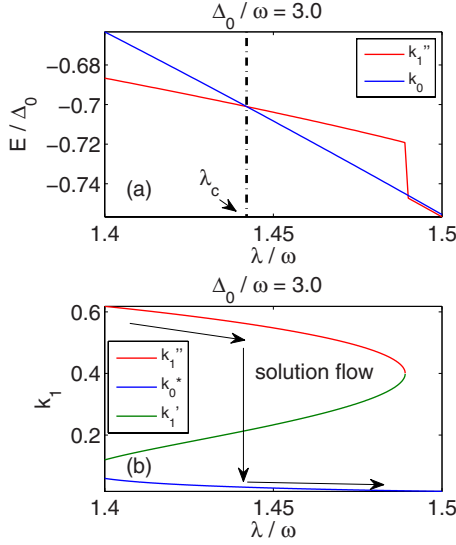 Δ₀ / ω = 3.0
E / Δ₀
−0.68
−0.7
−0.72
−0.74
k₁''
k₀
λ_c
(a)
1.4 1.45 1.5
λ / ω
Δ₀ / ω = 3.0
k₁
0.6
0.4
0.2
k₁''
k₀*
k₁'
solution flow
(b)
1.4 1.45 1.5
λ / ω